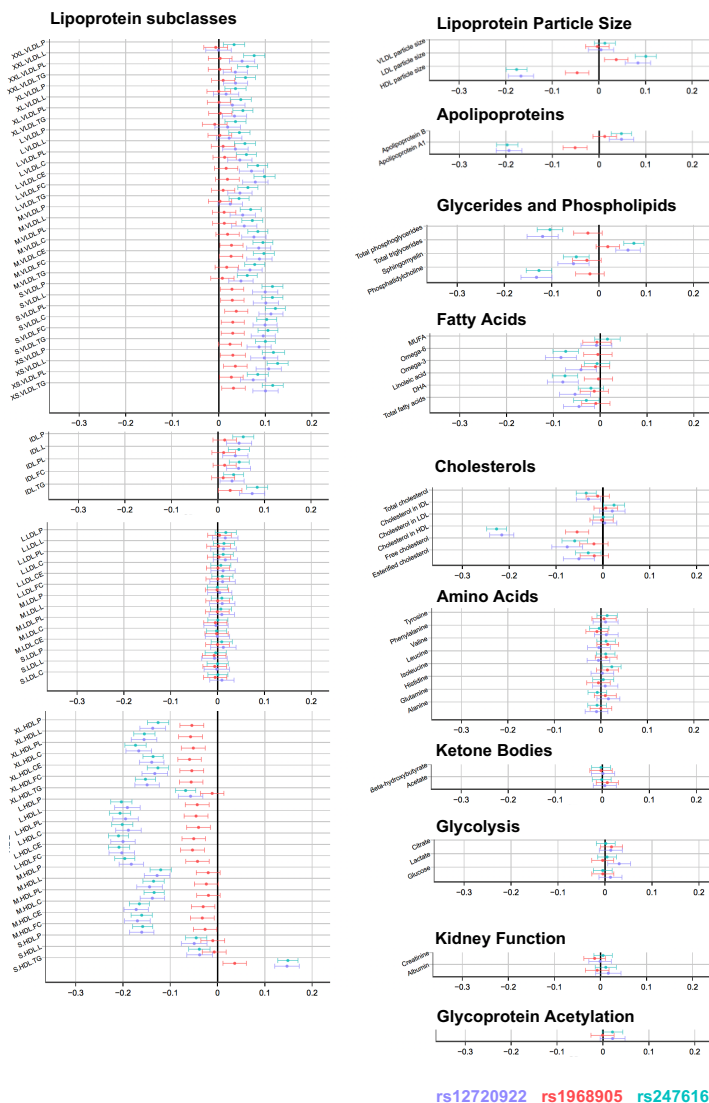 Lipoprotein subclasses
XXL.VLDL.P
XXL.VLDL.L
XXL.VLDL.PL
XXL.VLDL.TG
XL.VLDL.P
XL.VLDL.L
XL.VLDL.PL
XL.VLDL.TG
L.VLDL.P
L.VLDL.L
L.VLDL.PL
L.VLDL.C
L.VLDL.CE
L.VLDL.FC
L.VLDL.TG
M.VLDL.P
M.VLDL.L
M.VLDL.PL
M.VLDL.C
M.VLDL.CE
M.VLDL.FC
M.VLDL.TG
S.VLDL.P
S.VLDL.L
S.VLDL.PL
S.VLDL.C
S.VLDL.FC
S.VLDL.TG
XS.VLDL.P
XS.VLDL.L
XS.VLDL.PL
XS.VLDL.TG
−0.3 −0.2 −0.1 0 0.1 0.2
IDL.P
IDL.L
IDL.PL
IDL.FC
IDL.TG
−0.3 −0.2 −0.1 0 0.1 0.2
L.LDL.P
L.LDL.L
L.LDL.PL
L.LDL.C
L.LDL.CE
L.LDL.FC
M.LDL.P
M.LDL.L
M.LDL.PL
M.LDL.C
M.LDL.CE
S.LDL.P
S.LDL.L
S.LDL.C
−0.3 −0.2 −0.1 0 0.1 0.2
XL.HDL.P
XL.HDL.L
XL.HDL.PL
XL.HDL.C
XL.HDL.CE
XL.HDL.FC
XL.HDL.TG
L.HDL.P
L.HDL.L
L.HDL.PL
L.HDL.C
L.HDL.CE
L.HDL.FC
M.HDL.P
M.HDL.L
M.HDL.PL
M.HDL.C
M.HDL.CE
M.HDL.FC
S.HDL.P
S.HDL.L
S.HDL.TG
−0.3 −0.2 −0.1 0 0.1 0.2
Lipoprotein Particle Size
VLDL particle size
LDL particle size
HDL particle size
−0.3 −0.2 −0.1 0 0.1 0.2
Apolipoproteins
Apolipoprotein B
Apolipoprotein A1
−0.3 −0.2 −0.1 0 0.1 0.2
Glycerides and Phospholipids
Total phosphoglycerides
Total triglycerides
Sphingomyelin
Phosphatidylcholine
−0.3 −0.2 −0.1 0 0.1 0.2
Fatty Acids
MUFA
Omega-6
Omega-3
Linoleic acid
DHA
Total fatty acids
−0.3 −0.2 −0.1 0 0.1 0.2
Cholesterols
Total cholesterol
Cholesterol in IDL
Cholesterol in LDL
Cholesterol in HDL
Free cholesterol
Esterified cholesterol
−0.3 −0.2 −0.1 0 0.1 0.2
Amino Acids
Tyrosine
Phenylalanine
Valine
Leucine
Isoleucine
Histidine
Glutamine
Alanine
−0.3 −0.2 −0.1 0 0.1 0.2
Ketone Bodies
Beta-hydroxybutyrate
Acetate
−0.3 −0.2 −0.1 0 0.1 0.2
Glycolysis
Citrate
Lactate
Glucose
−0.3 −0.2 −0.1 0 0.1 0.2
Kidney Function
Creatinine
Albumin
−0.3 −0.2 −0.1 0 0.1 0.2
Glycoprotein Acetylation
−0.3 −0.2 −0.1 0 0.1 0.2
rs12720922 rs1968905 rs247616